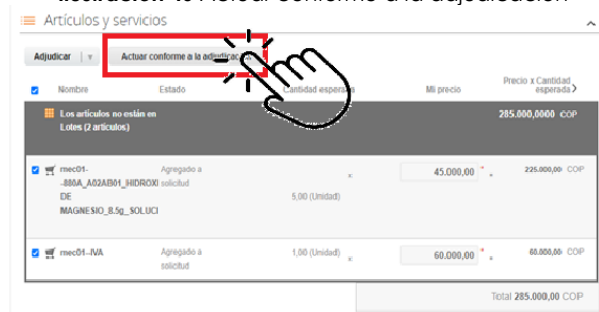 Ilustración 4. Actuar conforme a la adjudicación
Artículos y servicios
Adjudicar | Actuar conforme a la adjudicación
Nombre Estado Cantidad esperada Mi precio Precio x Cantidad esperada
Los artículos no están en
Lotes (2 artículos)
285.000,0000 COP
mec01- Agregado a
-880A_A02AB01_HIDROXI solicitud
DE
MAGNESIO_8.5g_SOLUCI
5,00 (Unidad) x 45.000,00 * = 225.000,00 COP
mec01--IVA Agregado a
solicitud
1,00 (Unidad) x 60.000,00 * = 60.000,00 COP
Total 285.000,00 COP